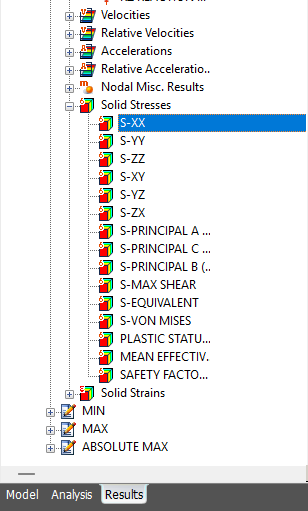 Velocities
Relative Velocities
Accelerations
Relative Acceleratio..
Nodal Misc. Results
Solid Stresses
S-XX
S-YY
S-ZZ
S-XY
S-YZ
S-ZX
S-PRINCIPAL A ...
S-PRINCIPAL C ...
S-PRINCIPAL B (..
S-MAX SHEAR
S-EQUIVALENT
S-VON MISES
PLASTIC STATU...
MEAN EFFECTIV.
SAFETY FACTO...
Solid Strains
MIN
MAX
ABSOLUTE MAX
Model Analysis Results